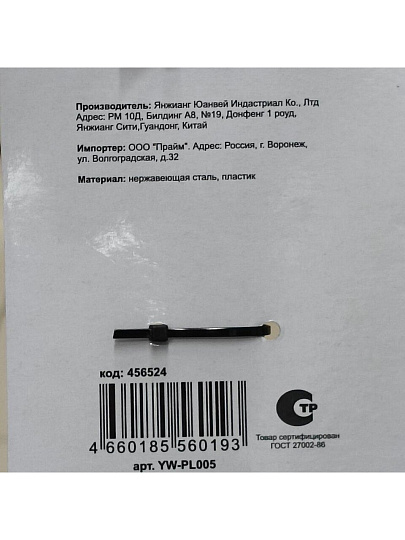 Производитель: Янжианг Юанвей Индастриал Ко., Лтд
Адрес: РМ 10Д, Билдинг А8, №19, Донфенг 1 роуд,
Янжианг Сити,Гуандонг, Китай
Импортер: ООО "Прайм". Адрес: Россия, г. Воронеж,
ул. Волгоградская, д.32
Материал: нержавеющая сталь, пластик
код: 456524
4 660185 560193
арт. YW-PL005
СТР
Товар сертифицирован
ГОСТ 27002-86